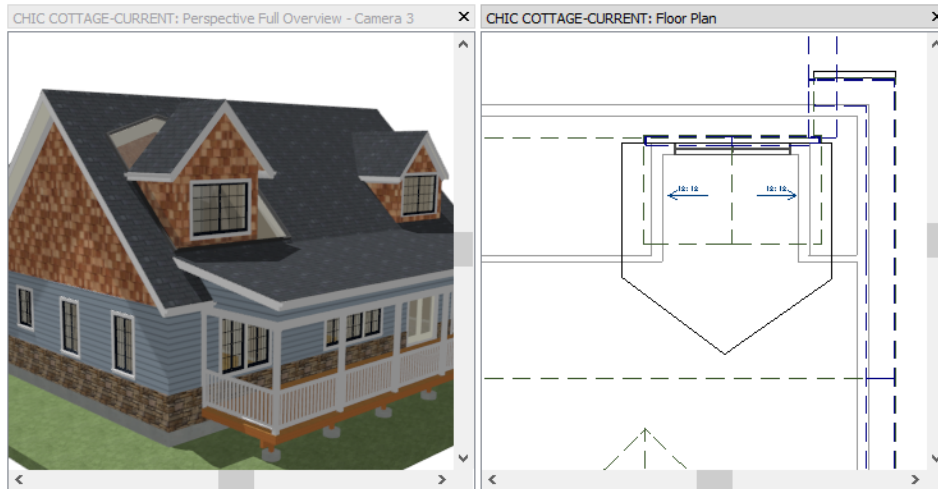 CHIC COTTAGE-CURRENT: Perspective Full Overview - Camera 3
CHIC COTTAGE-CURRENT: Floor Plan
12:12 12:12